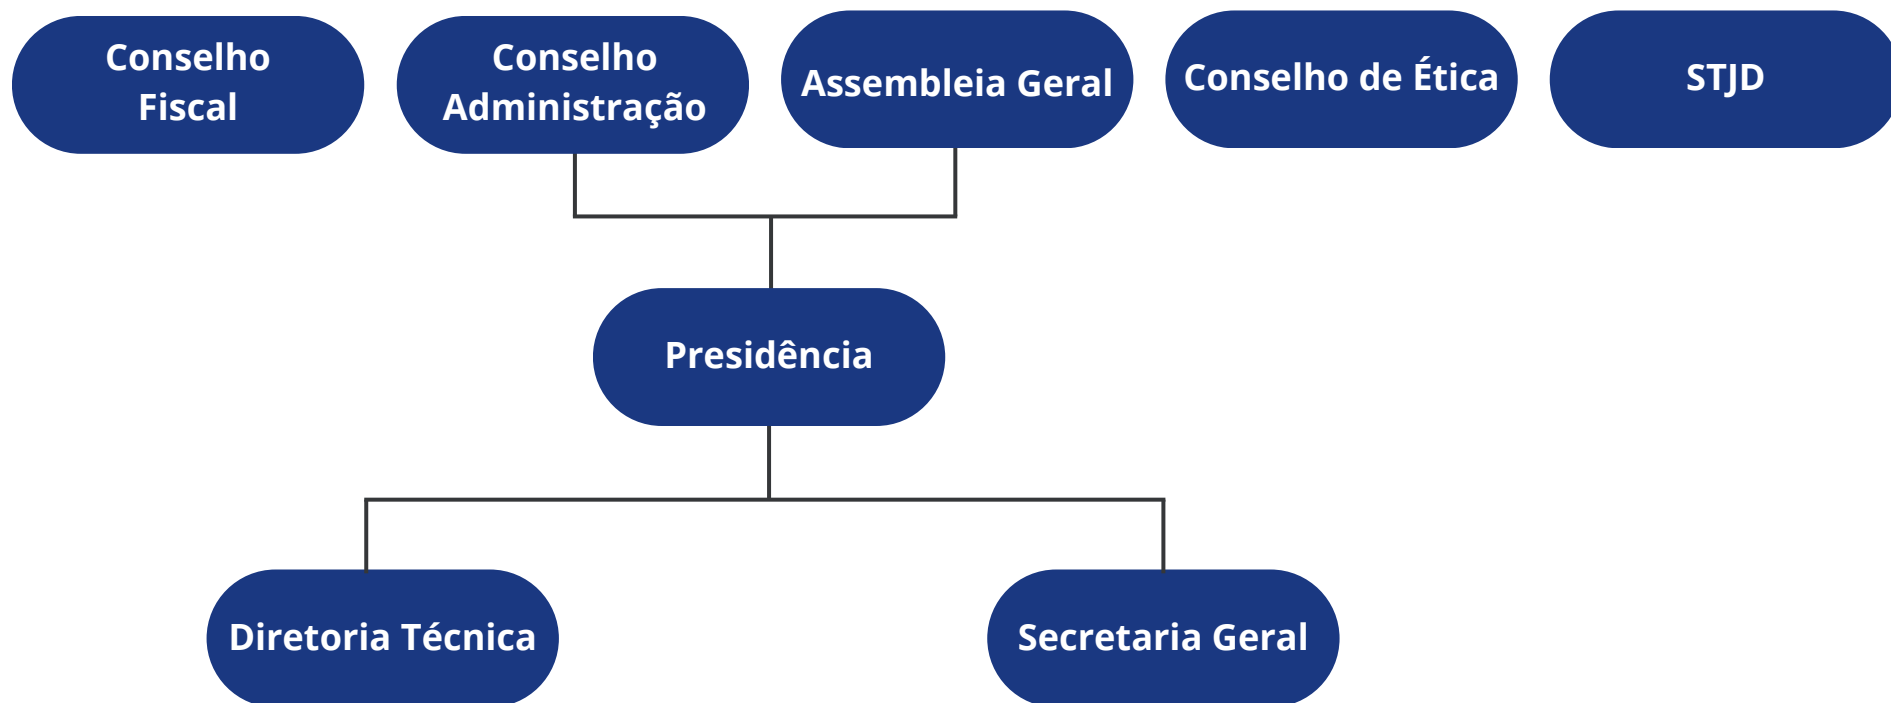 Conselho
Fiscal
Conselho
Administração
Assembleia Geral
Conselho de Ética
STJD
Presidência
Diretoria Técnica
Secretaria Geral